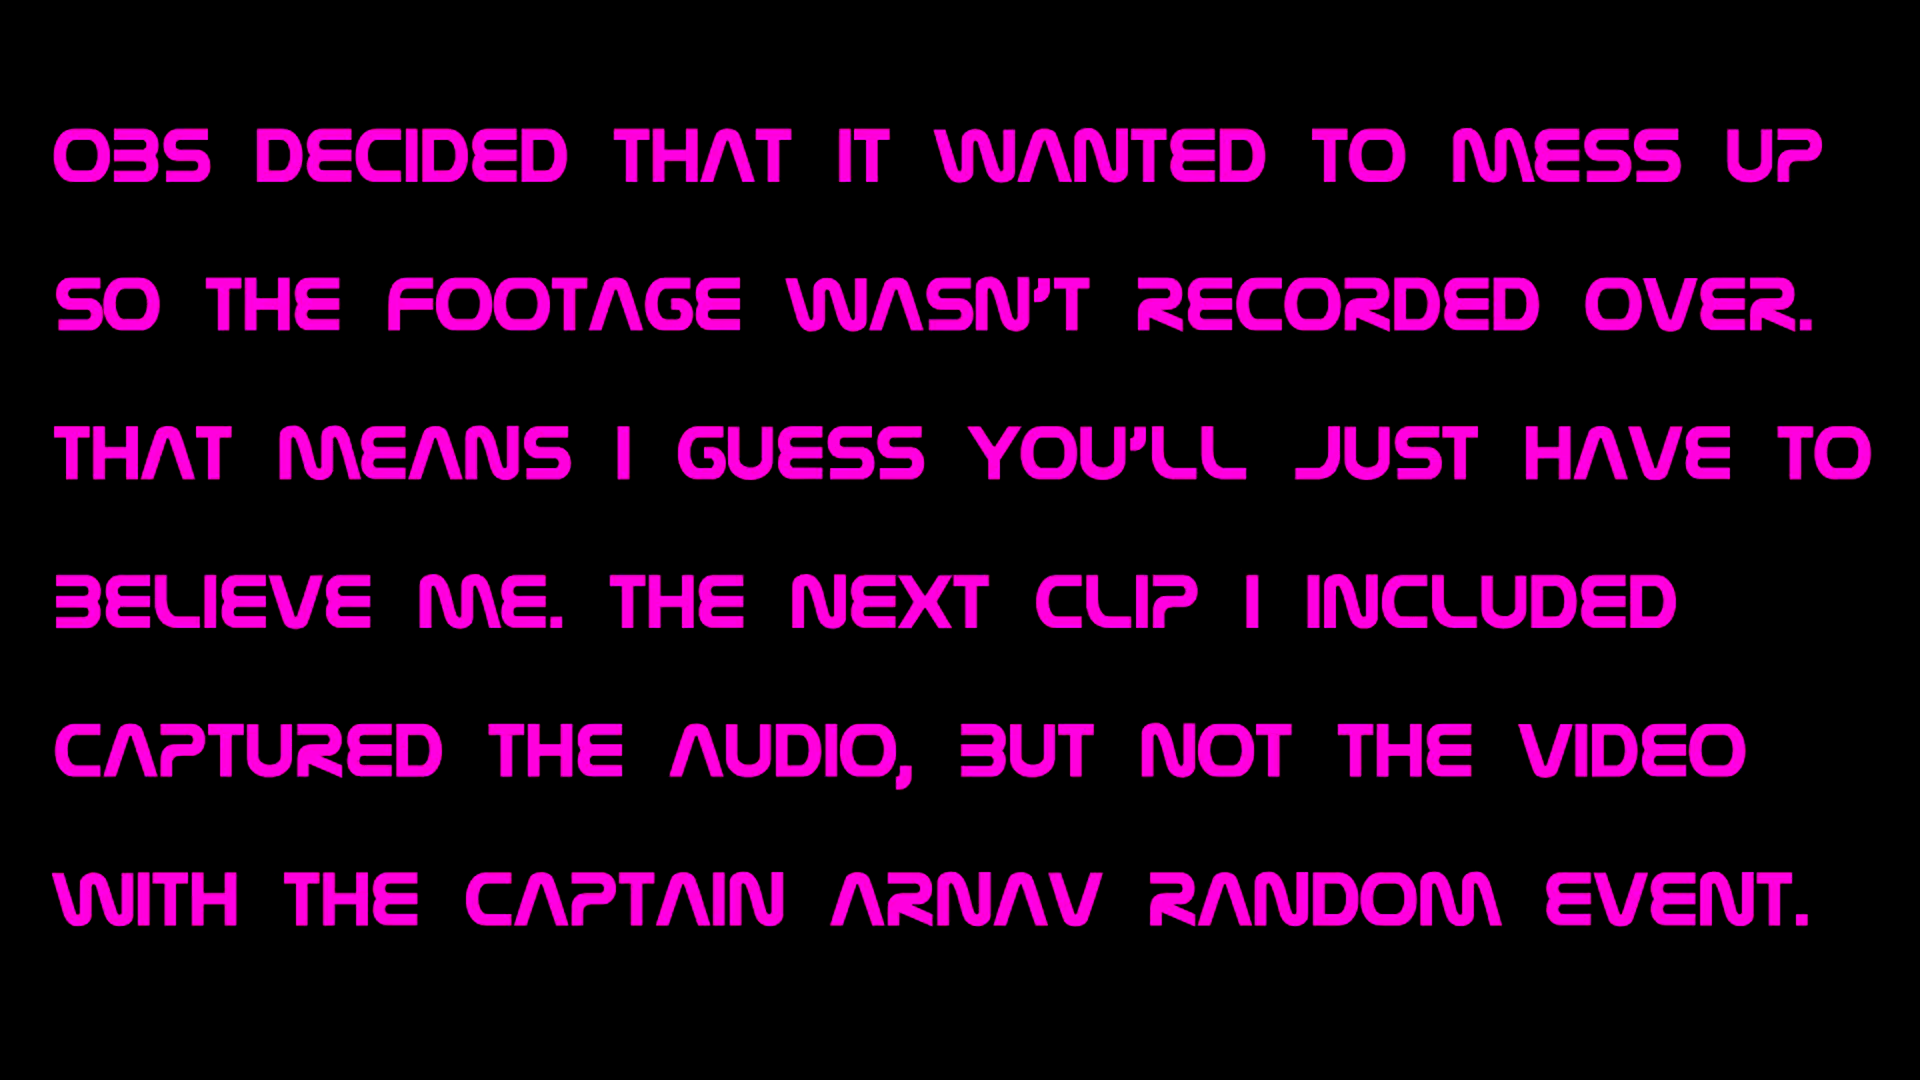 OBS DECIDED THAT IT WANTED TO MESS UP
SO THE FOOTAGE WASN'T RECORDED OVER.
THAT MEANS I GUESS YOU'LL JUST HAVE TO
BELIEVE ME. THE NEXT CLIP I INCLUDED
CAPTURED THE AUDIO, BUT NOT THE VIDEO
WITH THE CAPTAIN ARNAV RANDOM EVENT.